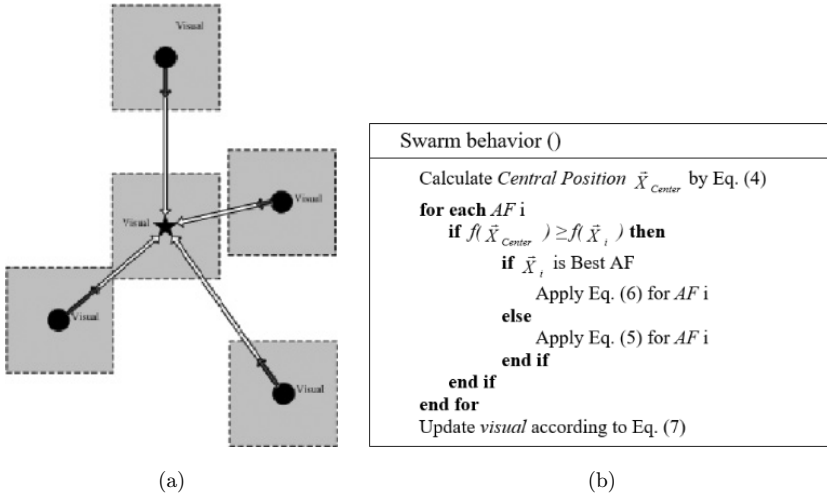 Visual
Visual
Visual
Visual
Visual
(a)
Swarm behavior ()
Calculate Central Position X⃗ Center by Eq. (4)
for each AF i
if f( X⃗ Center ) ≥ f( X⃗ i ) then
if X⃗ i is Best AF
Apply Eq. (6) for AF i
else
Apply Eq. (5) for AF i
end if
end if
end for
Update visual according to Eq. (7)
(b)